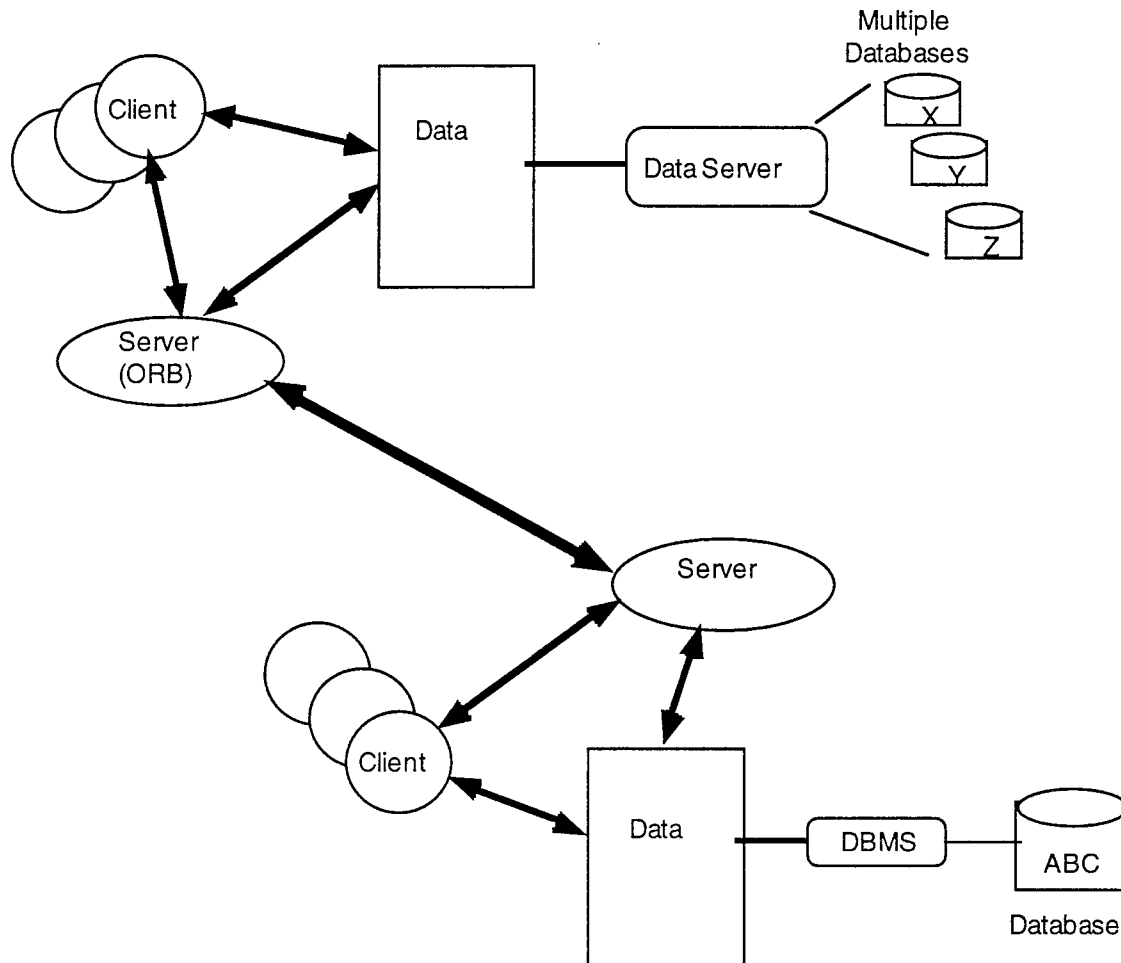 Multiple
Databases
Client
Data
X
Data Server
Y
Z
Server
(ORB)
Server
Client
Data
DBMS
ABC
Database